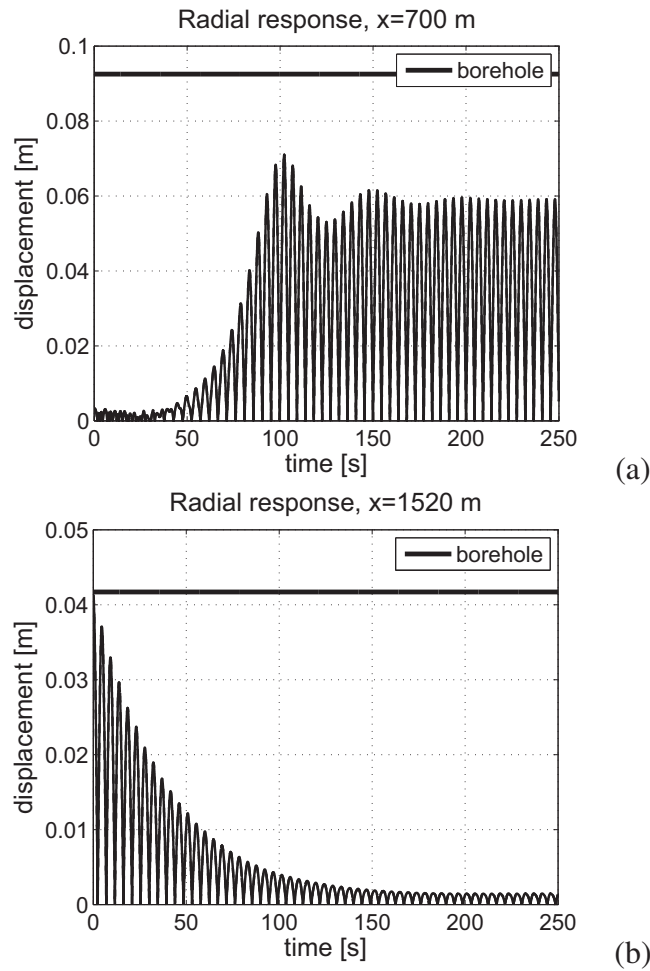 Radial response, x=700 m
0.1
0.08
0.06
0.04
0.02
0
displacement [m]
borehole
0 50 100 150 200 250
time [s]
(a)
Radial response, x=1520 m
0.05
0.04
0.03
0.02
0.01
0
displacement [m]
borehole
0 50 100 150 200 250
time [s]
(b)